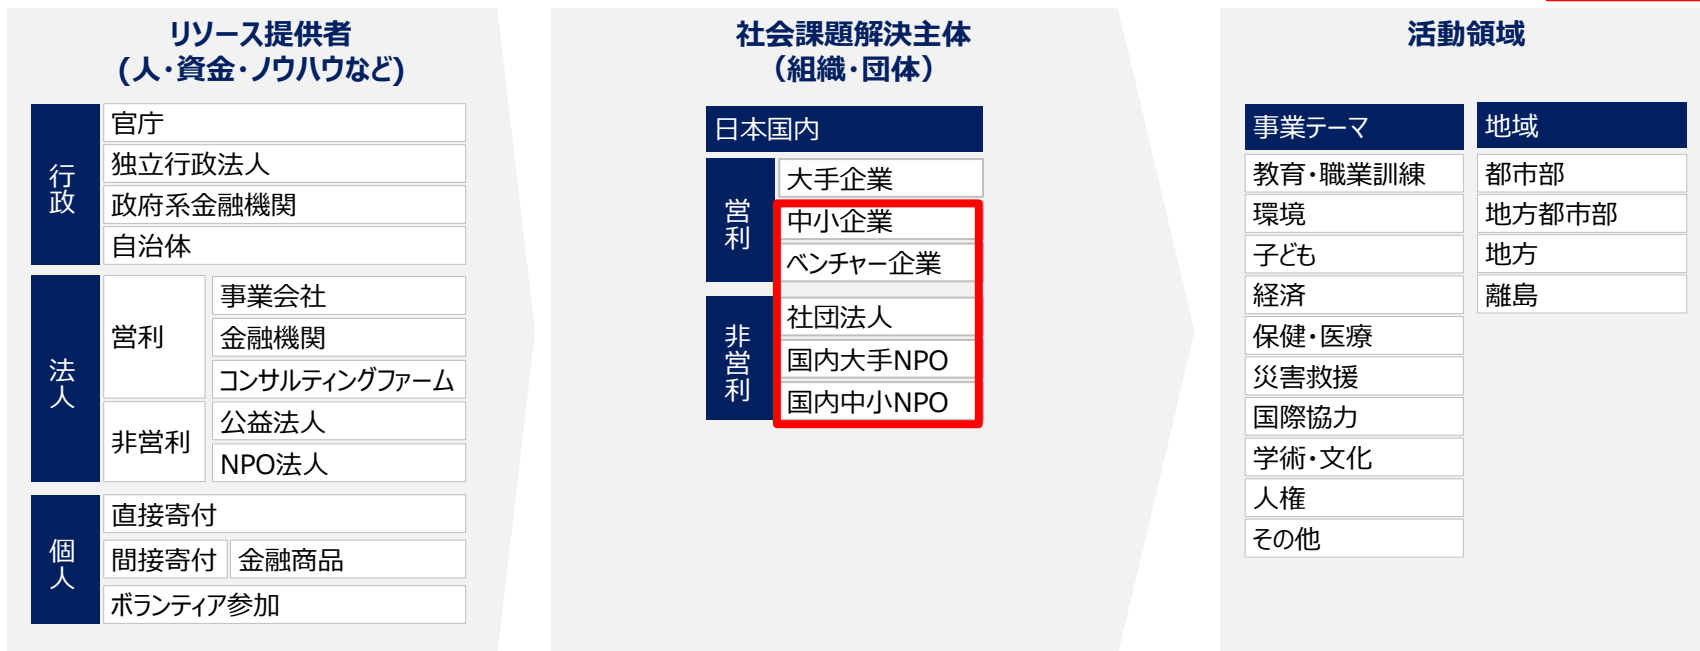 リソース提供者
(人・資金・ノウハウなど)
行政
官庁
独立行政法人
政府系金融機関
自治体
法人
営利
事業会社
金融機関
コンサルティングファーム
非営利
公益法人
NPO法人
個人
直接寄付
間接寄付
金融商品
ボランティア参加
社会課題解決主体
（組織・団体）
日本国内
営利
大手企業
中小企業
ベンチャー企業
非営利
社団法人
国内大手NPO
国内中小NPO
活動領域
事業テーマ
教育・職業訓練
環境
子ども
経済
保健・医療
災害救援
国際協力
学術・文化
人権
その他
地域
都市部
地方都市部
地方
離島